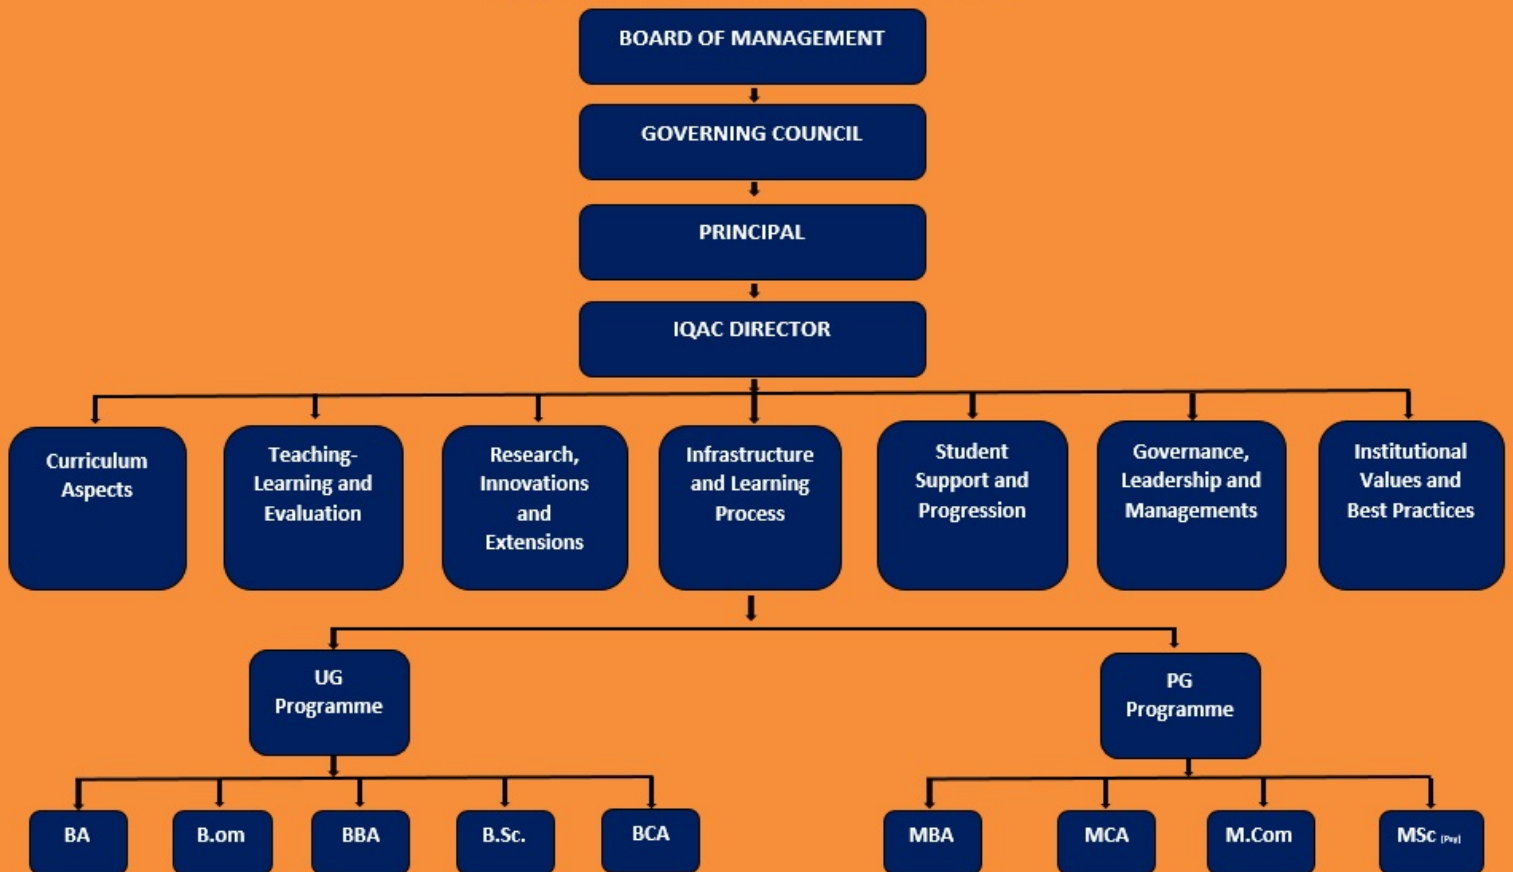 BOARD OF MANAGEMENT
GOVERNING COUNCIL
PRINCIPAL
IQAC DIRECTOR
Curriculum
Aspects
Teaching-
Learning and
Evaluation
Research,
Innovations
and
Extensions
Infrastructure
and Learning
Process
Student
Support and
Progression
Governance,
Leadership and
Managements
Institutional
Values and
Best Practices
UG
Programme
PG
Programme
BA
B.om
BBA
B.Sc.
BCA
MBA
MCA
M.Com
MSc (Psy)